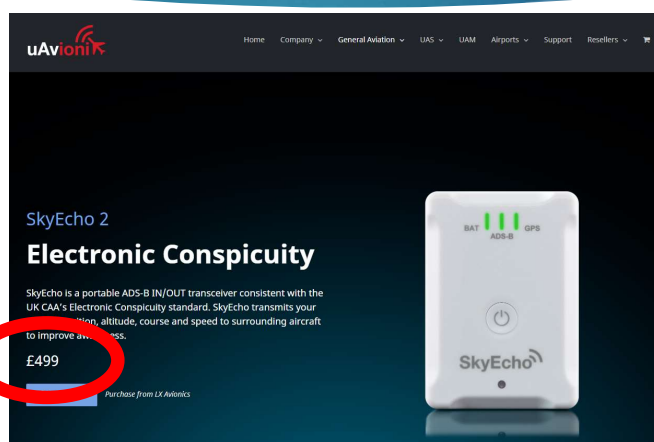 uAvionix
Home Company General Aviation UAS UAM Airports Support Resellers
SkyEcho 2
Electronic Conspicuity
SkyEcho is a portable ADS-B IN/OUT transceiver consistent with the
UK CAA's Electronic Conspicuity standard. SkyEcho transmits your
altitude, course and speed to surrounding aircraft
to improve
£499
Purchase from LX Avionics
BAT ADS-B GPS
SkyEcho